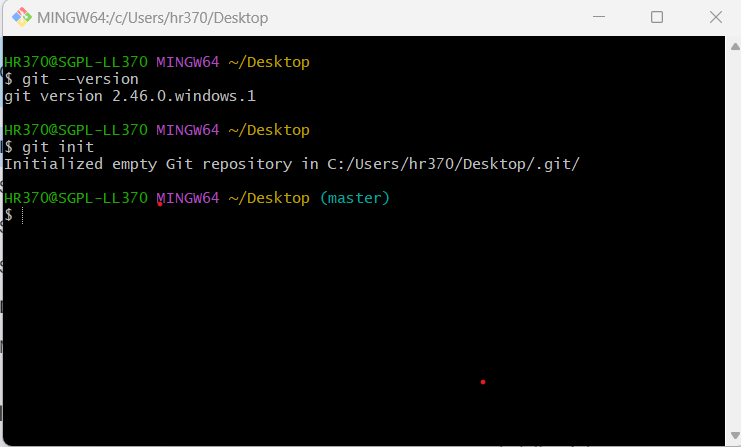 MINGW64:/c/Users/hr370/Desktop
HR370@SGPL-LL370 MINGW64 ~/Desktop
$ git --version
git version 2.46.0.windows.1
HR370@SGPL-LL370 MINGW64 ~/Desktop
$ git init
Initialized empty Git repository in C:/Users/hr370/Desktop/.git/
HR370@SGPL-LL370 MINGW64 ~/Desktop (master)
$